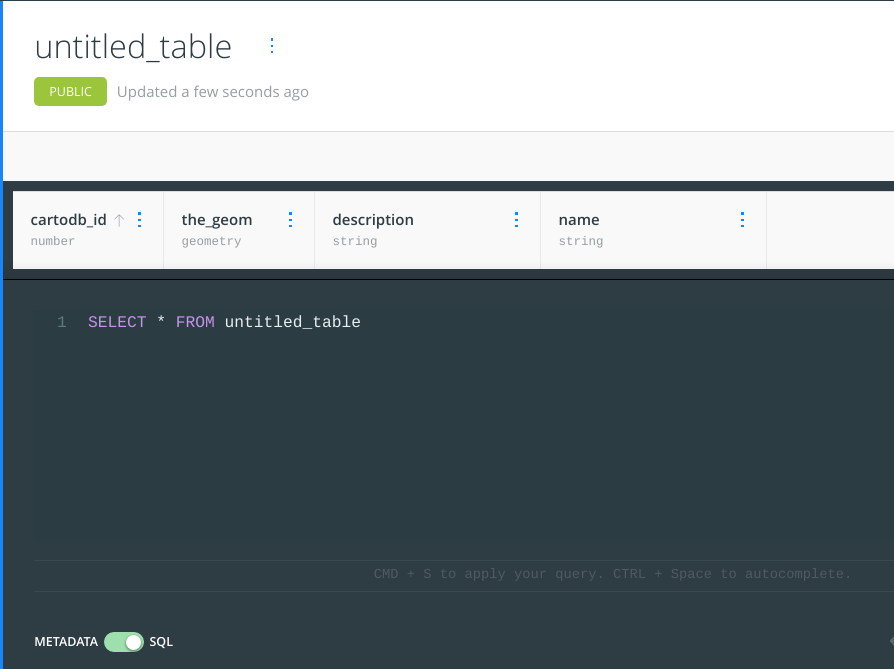 untitled_table
PUBLIC Updated a few seconds ago
cartodb_id ↑ the_geom description name
number geometry string string
1 SELECT * FROM untitled_table
CMD + S to apply your query. CTRL + Space to autocomplete.
METADATA SQL